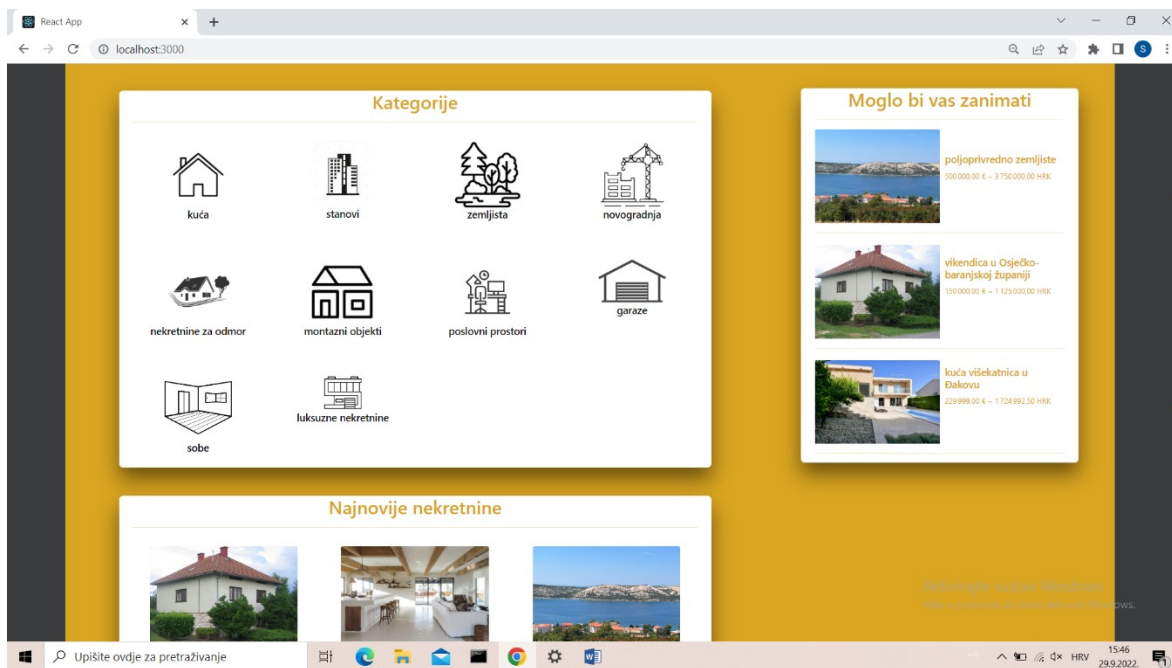 React App
localhost:3000
S
Kategorije
kuća
stanovi
zemljista
novogradnja
nekretnine za odmor
montazni objekti
poslovni prostori
garaze
sobe
luksuzne nekretnine
Moglo bi vas zanimati
poljoprivredno zemljiste
500 000,00 € ~ 3 750 000,00 HRK
vikendica u Osječko-
baranjskoj županiji
150 000,00 € ~ 1 125 000,00 HRK
kuća višekatnica u
Đakovu
229 999,00 € ~ 1 724 992,50 HRK
Najnovije nekretnine
Upišite ovdje za pretraživanje
HRV
15:46
29.9.2022.